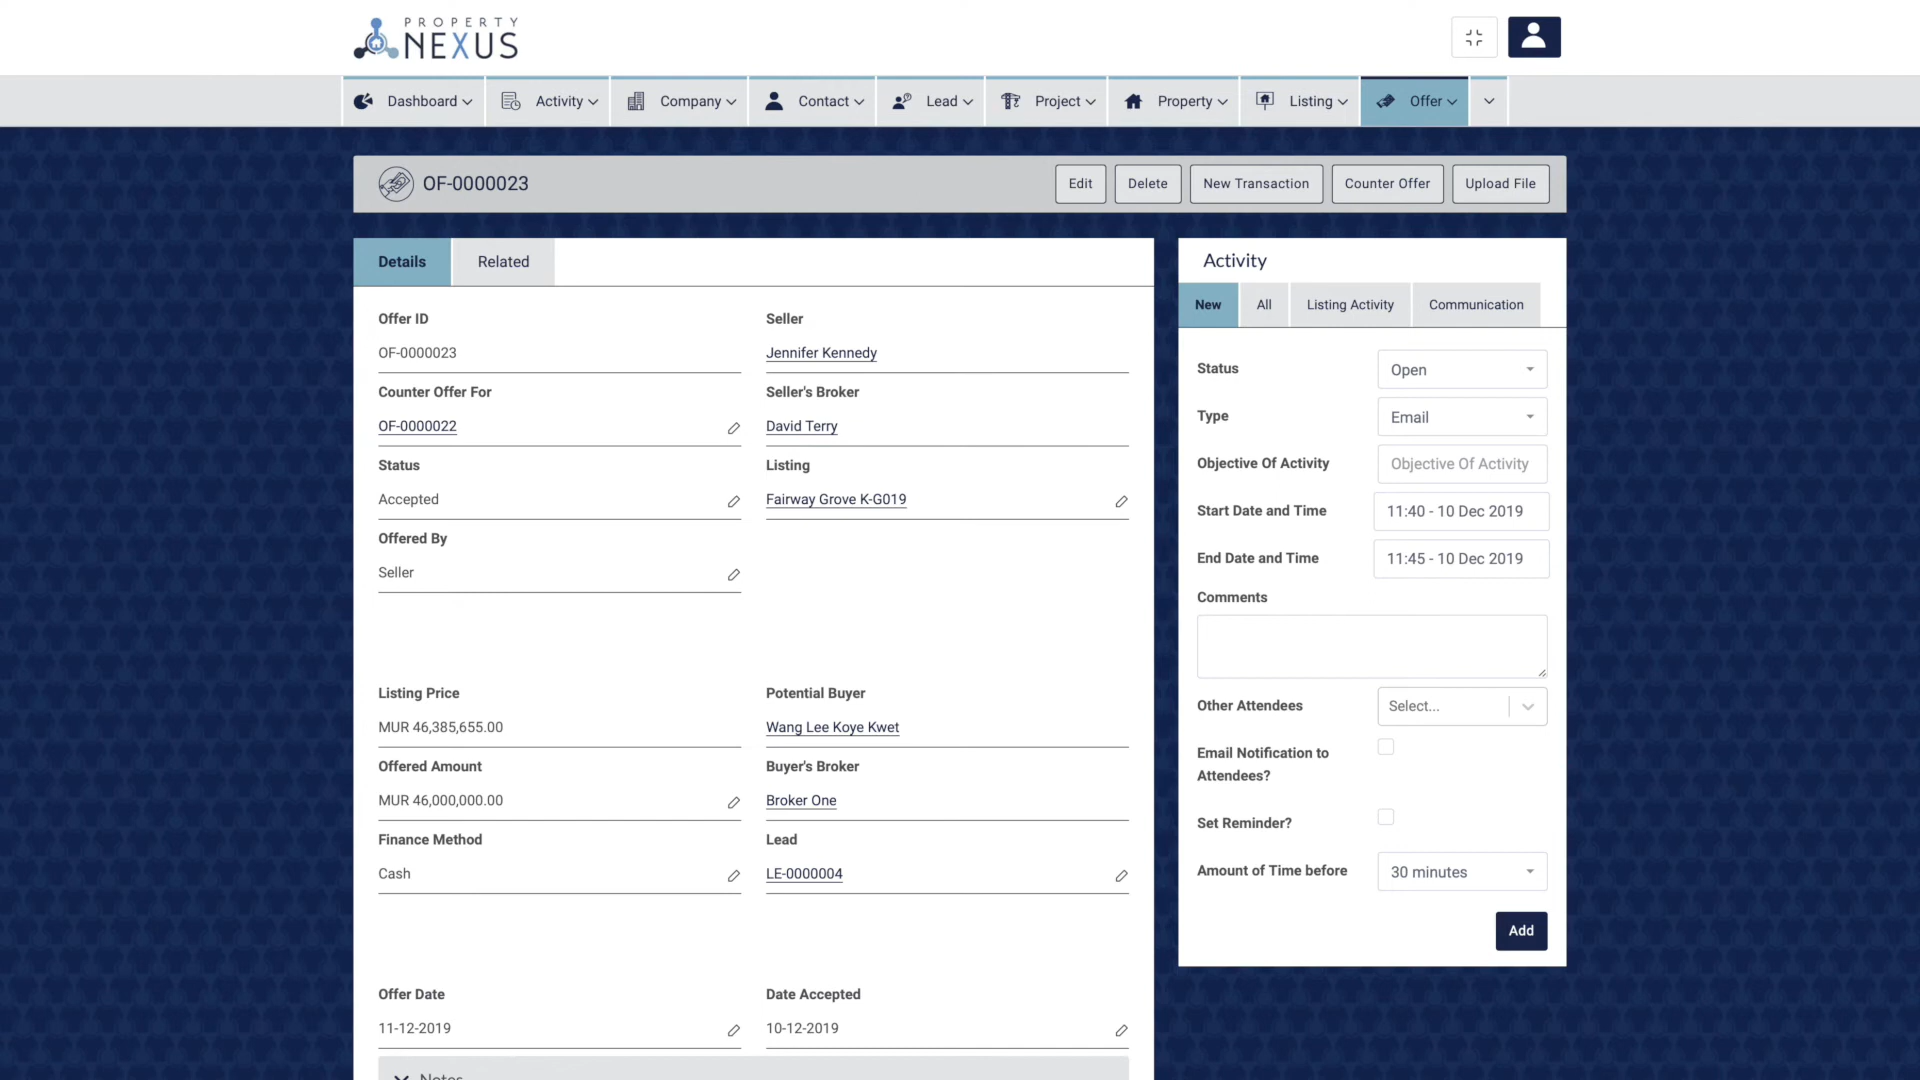 PROPERTY
NEXUS
Dashboard
Activity
Company
Contact
Lead
Project
Property
Listing
Offer
OF-0000023
Edit
Delete
New Transaction
Counter Offer
Upload File
Details
Related
Offer ID
OF-0000023
Seller
Jennifer Kennedy
Counter Offer For
OF-0000022
Seller's Broker
David Terry
Status
Accepted
Listing
Fairway Grove K-G019
Offered By
Seller
Listing Price
MUR 46,385,655.00
Potential Buyer
Wang Lee Koye Kwet
Offered Amount
MUR 46,000,000.00
Buyer's Broker
Broker One
Finance Method
Cash
Lead
LE-0000004
Offer Date
11-12-2019
Date Accepted
10-12-2019
Notes
Activity
New
All
Listing Activity
Communication
Status
Open
Type
Email
Objective Of Activity
Objective Of Activity
Start Date and Time
11:40 - 10 Dec 2019
End Date and Time
11:45 - 10 Dec 2019
Comments
Other Attendees
Select...
Email Notification to
Attendees?
Set Reminder?
Amount of Time before
30 minutes
Add